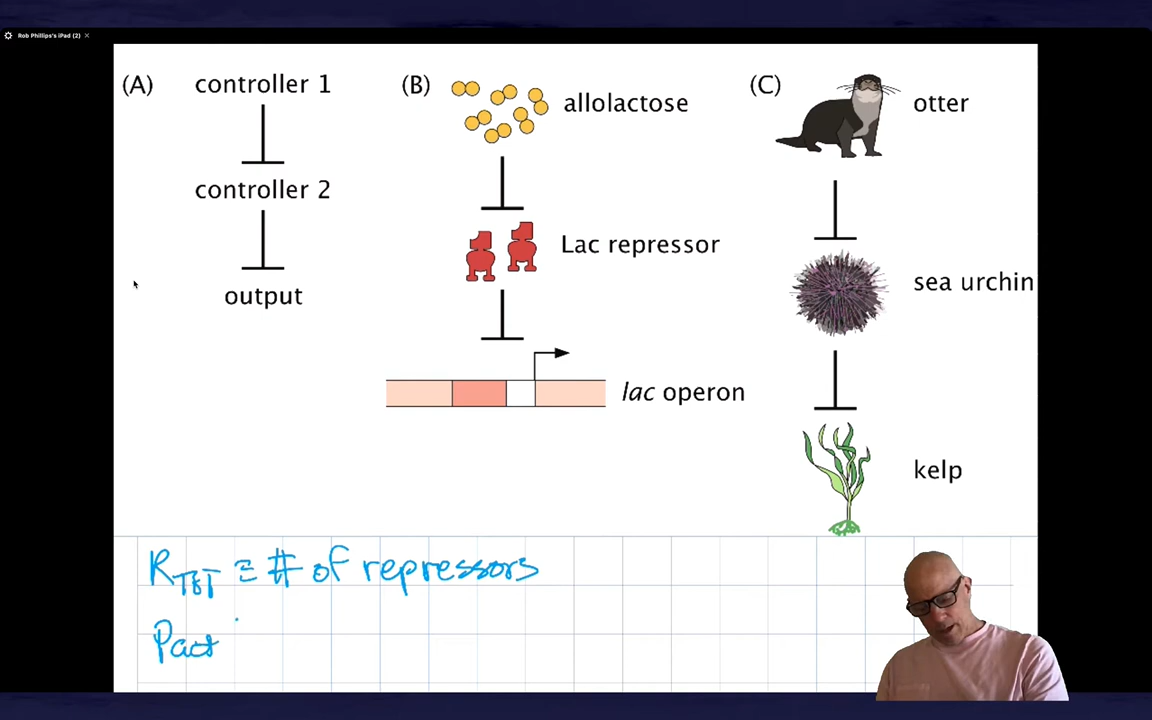 Rob Phillips's iPad (2) ×
(A)
controller 1
controller 2
output
(B)
allolactose
Lac repressor
lac operon
(C)
otter
sea urchin
kelp
R_TOT ≡ # of repressors
Pact